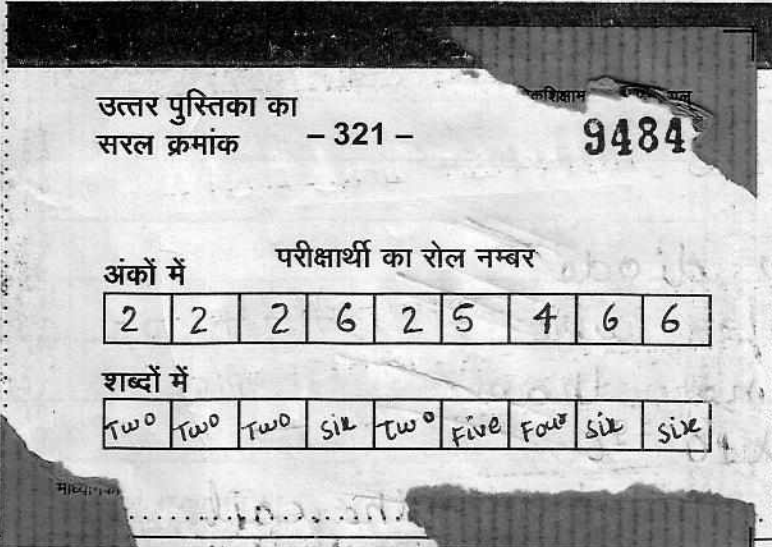 उत्तर पुस्तिका का
सरल क्रमांक – 321 – 9484
परीक्षार्थी का रोल नम्बर
अंकों में
2 2 2 6 2 5 4 6 6
शब्दों में
Two Two Two Six Two Five Four Six Six